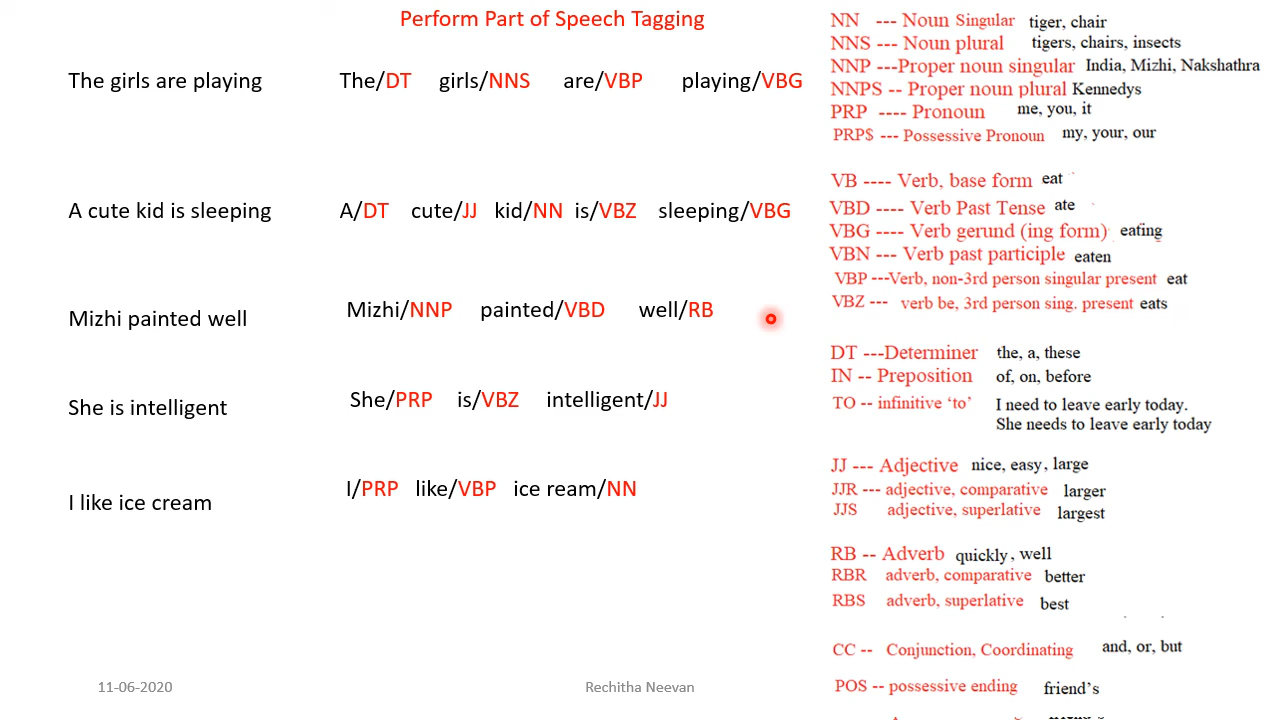 Perform Part of Speech Tagging
The girls are playing
The/DT girls/NNS are/VBP playing/VBG
A cute kid is sleeping
A/DT cute/JJ kid/NN is/VBZ sleeping/VBG
Mizhi painted well
Mizhi/NNP painted/VBD well/RB
She is intelligent
She/PRP is/VBZ intelligent/JJ
I like ice cream
I/PRP like/VBP ice ream/NN
NN --- Noun Singular tiger, chair
NNS --- Noun plural tigers, chairs, insects
NNP ---Proper noun singular India, Mizhi, Nakshathra
NNPS -- Proper noun plural Kennedys
PRP ---- Pronoun me, you, it
PRP$ --- Possessive Pronoun my, your, our
VB ---- Verb, base form eat
VBD ---- Verb Past Tense ate
VBG ---- Verb gerund (ing form) eating
VBN --- Verb past participle eaten
VBP ---Verb, non-3rd person singular present eat
VBZ --- verb be, 3rd person sing. present eats
DT ---Determiner the, a, these
IN -- Preposition of, on, before
TO -- infinitive ‘to’ I need to leave early today.
She needs to leave early today
JJ --- Adjective nice, easy, large
JJR --- adjective, comparative larger
JJS adjective, superlative largest
RB -- Adverb quickly, well
RBR adverb, comparative better
RBS adverb, superlative best
CC -- Conjunction, Coordinating and, or, but
POS -- possessive ending friend’s
11-06-2020
Rechitha Neevan